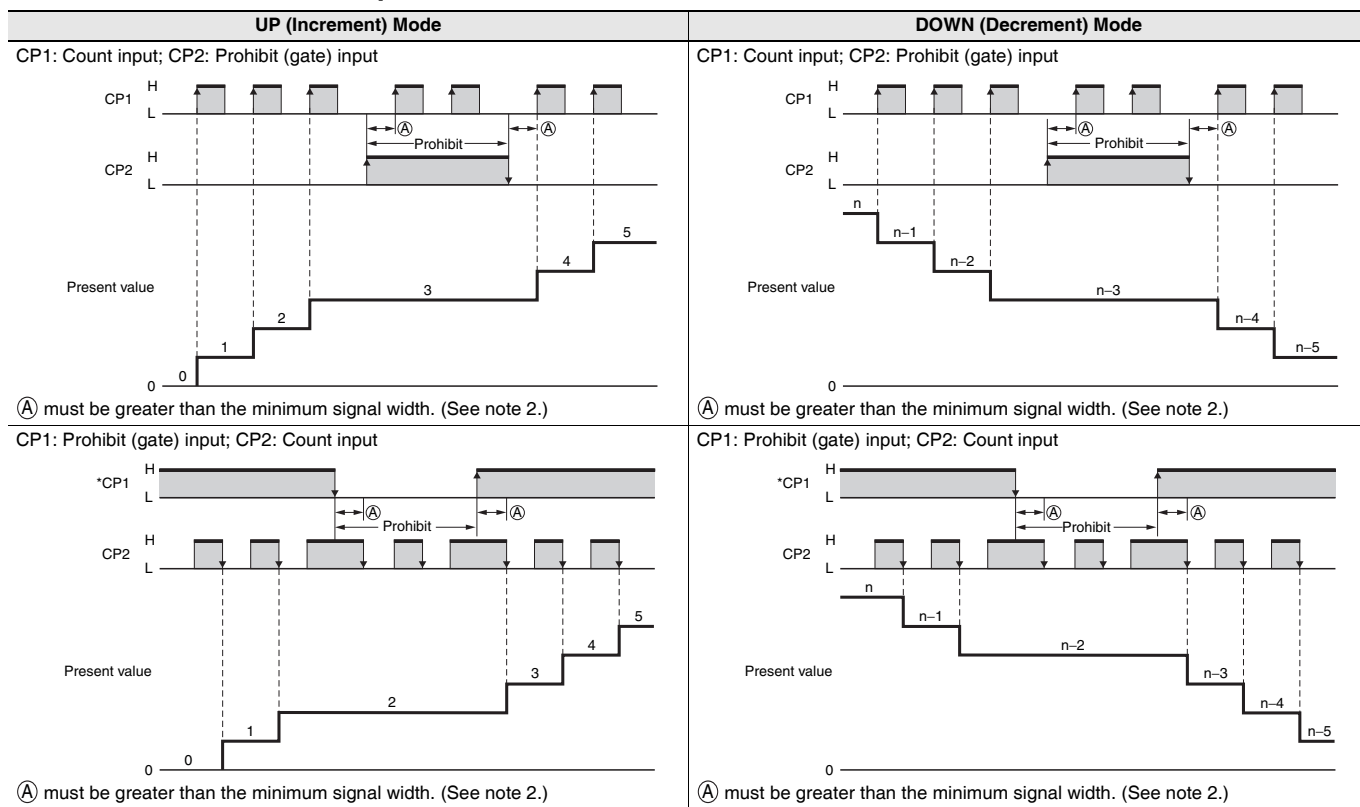 UP (Increment) Mode
DOWN (Decrement) Mode
CP1: Count input; CP2: Prohibit (gate) input
H
CP1
L
Ⓐ
Ⓐ
Prohibit
H
CP2
L
5
4
3
Present value
2
1
0
0
Ⓐ must be greater than the minimum signal width. (See note 2.)
CP1: Count input; CP2: Prohibit (gate) input
H
CP1
L
Ⓐ
Ⓐ
Prohibit
H
CP2
L
n
n–1
n–2
Present value
n–3
n–4
n–5
0
Ⓐ must be greater than the minimum signal width. (See note 2.)
CP1: Prohibit (gate) input; CP2: Count input
H
*CP1
L
Ⓐ
Ⓐ
Prohibit
H
CP2
L
5
4
Present value
3
2
1
0
0
Ⓐ must be greater than the minimum signal width. (See note 2.)
CP1: Prohibit (gate) input; CP2: Count input
H
*CP1
L
Ⓐ
Ⓐ
Prohibit
H
CP2
L
n
n–1
n–2
Present value
n–3
n–4
n–5
0
Ⓐ must be greater than the minimum signal width. (See note 2.)